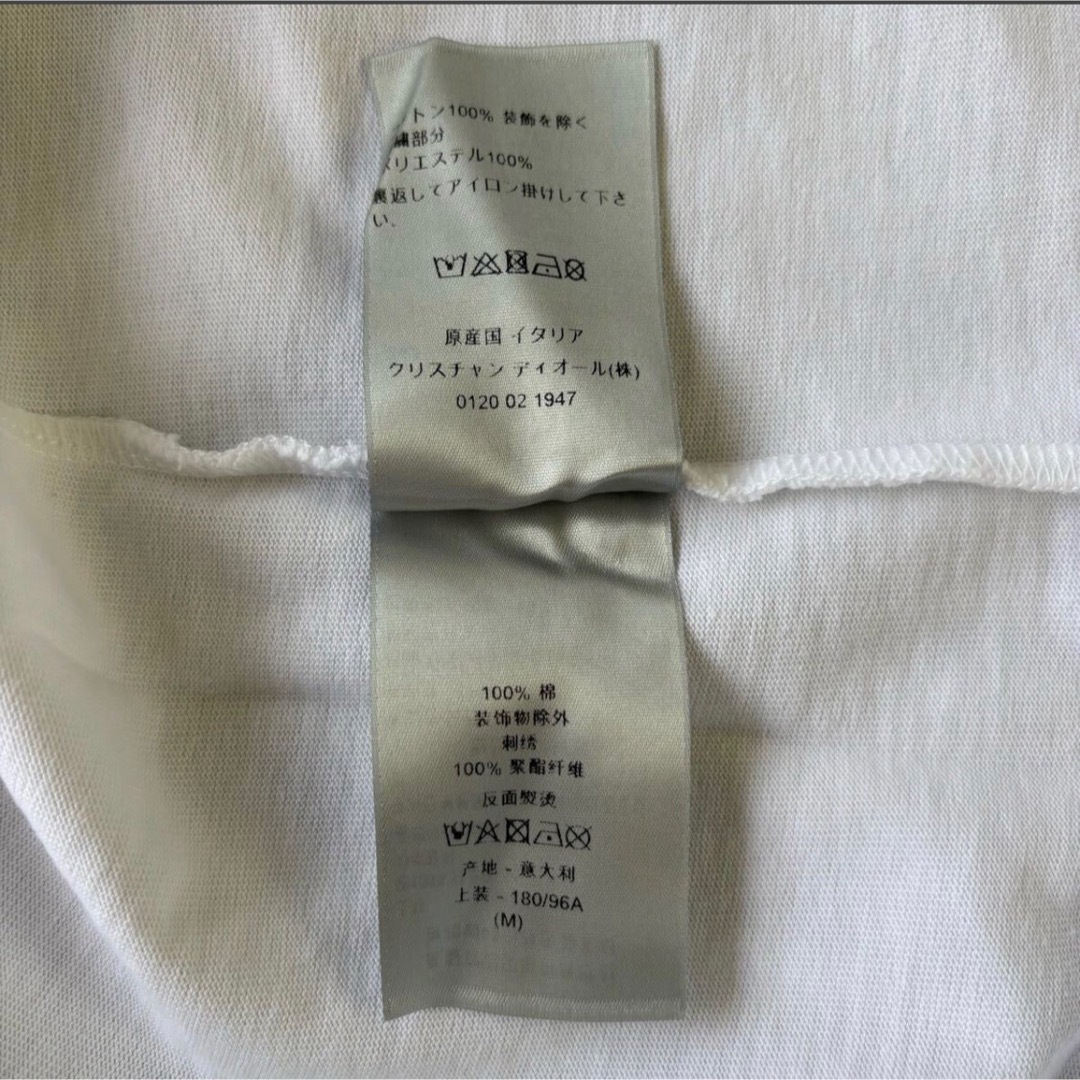 トン100% 装飾を除く
繍部分
ポリエステル100%
裏返してアイロン掛けして下さ
い、
原産国 イタリア
クリスチャン ディオール(株)
0120 02 1947
100% 棉
装饰物除外
刺绣
100% 聚酯纤维
反面熨烫
产地 - 意大利
上装 - 180/96A
(M)